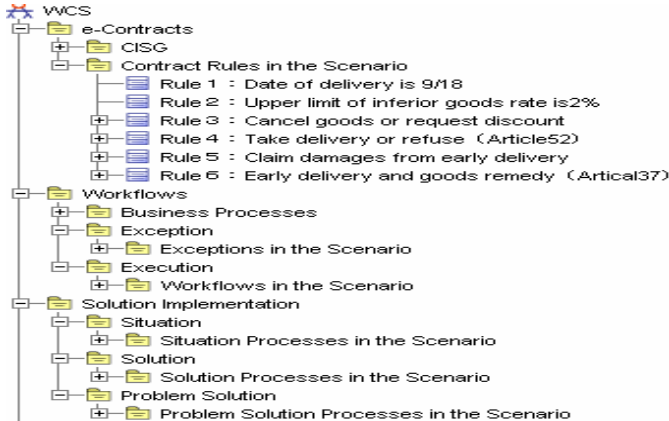 WCS
e-Contracts
CISG
Contract Rules in the Scenario
Rule 1 : Date of delivery is 9/18
Rule 2 : Upper limit of inferior goods rate is2%
Rule 3 : Cancel goods or request discount
Rule 4 : Take delivery or refuse (Article52)
Rule 5 : Claim damages from early delivery
Rule 6 : Early delivery and goods remedy (Artical37)
Workflows
Business Processes
Exception
Exceptions in the Scenario
Execution
Workflows in the Scenario
Solution Implementation
Situation
Situation Processes in the Scenario
Solution
Solution Processes in the Scenario
Problem Solution
Problem Solution Processes in the Scenario